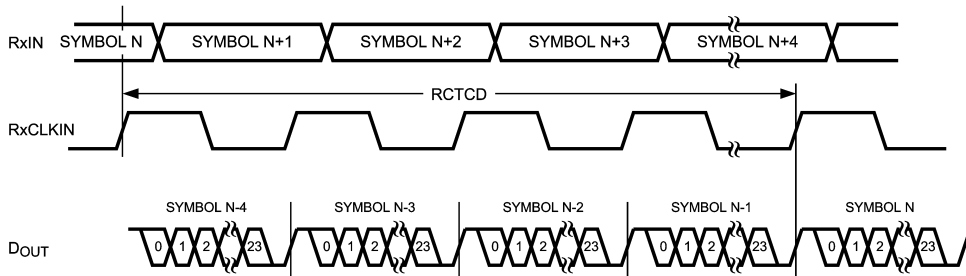 RxIN SYMBOL N SYMBOL N+1 SYMBOL N+2 SYMBOL N+3 SYMBOL N+4
RCTCD
RxCLKIN
SYMBOL N-4 SYMBOL N-3 SYMBOL N-2 SYMBOL N-1 SYMBOL N
DOUT 0 1 2 23 0 1 2 23 0 1 2 23 0 1 2 23 0 1 2 23